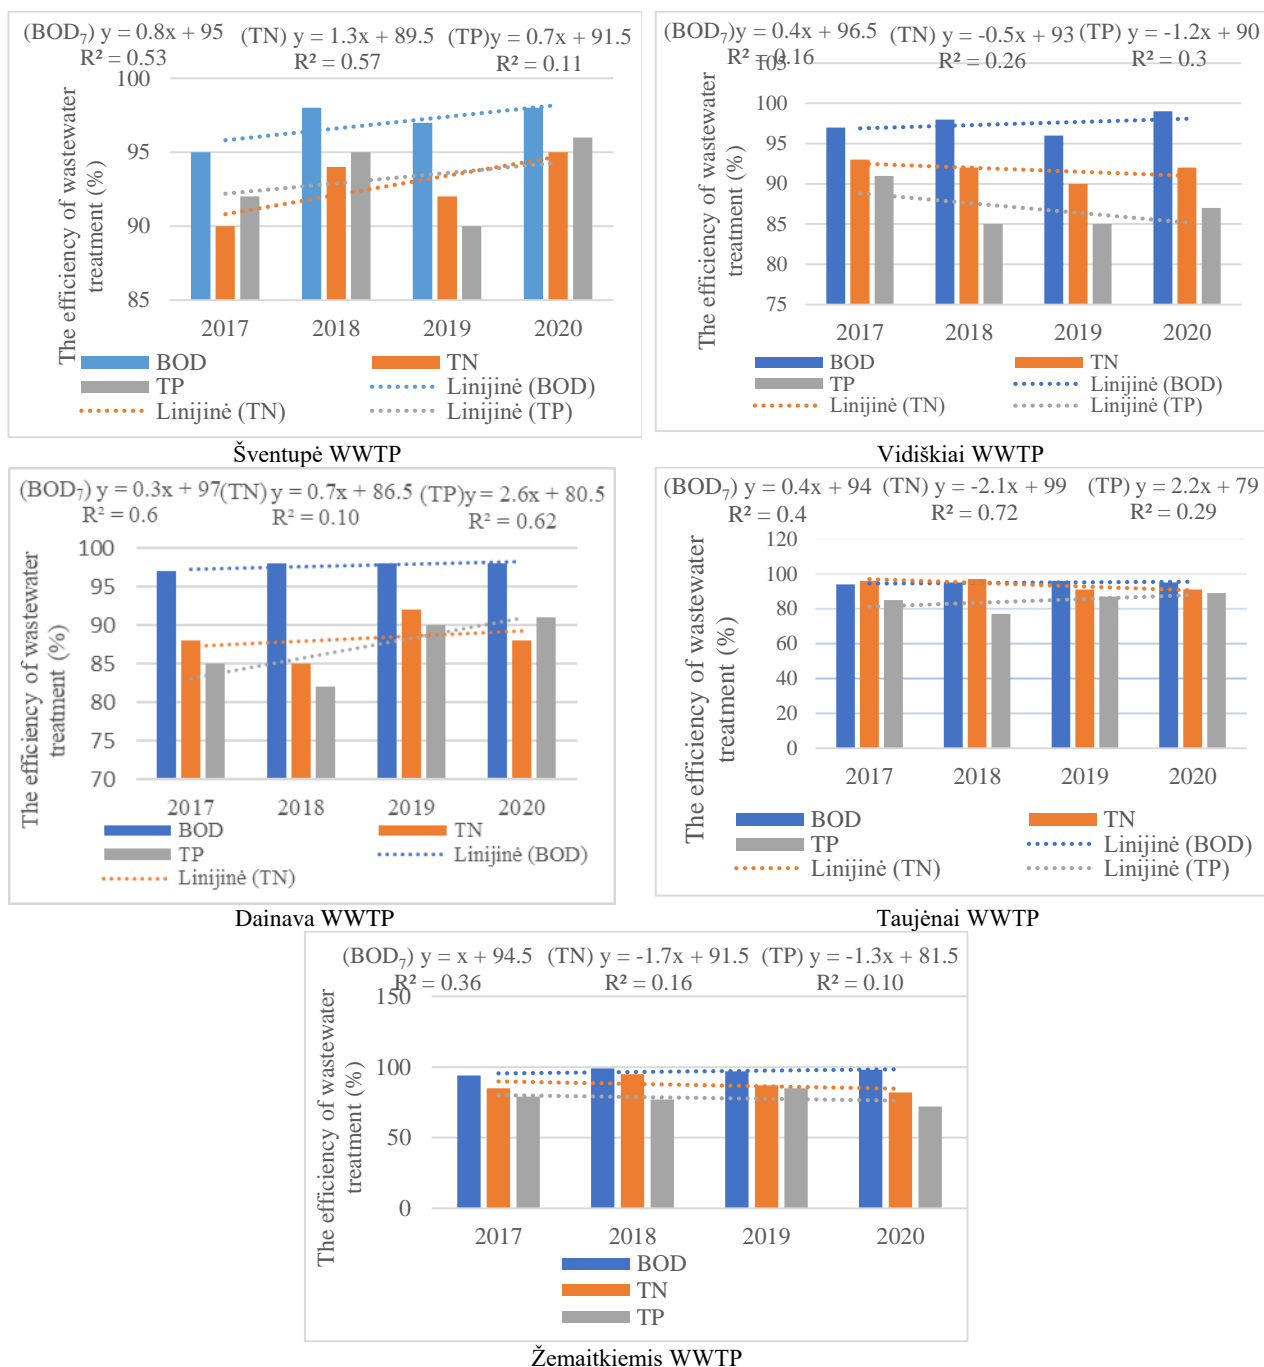 (BOD₇) y = 0.8x + 95 (TN) y = 1.3x + 89.5 (TP)y = 0.7x + 91.5
R² = 0.53 R² = 0.57 R² = 0.11
The efficiency of wastewater
treatment (%)
100
95
90
85
2017 2018 2019 2020
BOD TN
TP Linijinė (BOD)
Linijinė (TN) Linijinė (TP)
Šventupė WWTP
(BOD₇)y = 0.4x + 96.5 (TN) y = -0.5x + 93 (TP) y = -1.2x + 90
R² = 0.16 R² = 0.26 R² = 0.3
The efficiency of wastewater
treatment (%)
105
100
95
90
85
80
75
2017 2018 2019 2020
BOD TN
TP Linijinė (BOD)
Linijinė (TN) Linijinė (TP)
Vidiškiai WWTP
(BOD₇) y = 0.3x + 97 (TN) y = 0.7x + 86.5 (TP)y = 2.6x + 80.5
R² = 0.6 R² = 0.10 R² = 0.62
The efficiency of wastewater
treatment (%)
100
95
90
85
80
75
70
2017 2018 2019 2020
BOD TN
TP Linijinė (BOD)
Linijinė (TN)
Dainava WWTP
(BOD₇) y = 0.4x + 94 (TN) y = -2.1x + 99 (TP) y = 2.2x + 79
R² = 0.4 R² = 0.72 R² = 0.29
The efficiency of wastewater
treatment (%)
120
100
80
60
40
20
0
2017 2018 2019 2020
BOD TN
TP Linijinė (BOD)
Linijinė (TN) Linijinė (TP)
Taujėnai WWTP
(BOD₇) y = x + 94.5 (TN) y = -1.7x + 91.5 (TP) y = -1.3x + 81.5
R² = 0.36 R² = 0.16 R² = 0.10
The efficiency of wastewater
treatment (%)
150
100
50
0
2017 2018 2019 2020
BOD
TN
TP
Žemaitkiemis WWTP